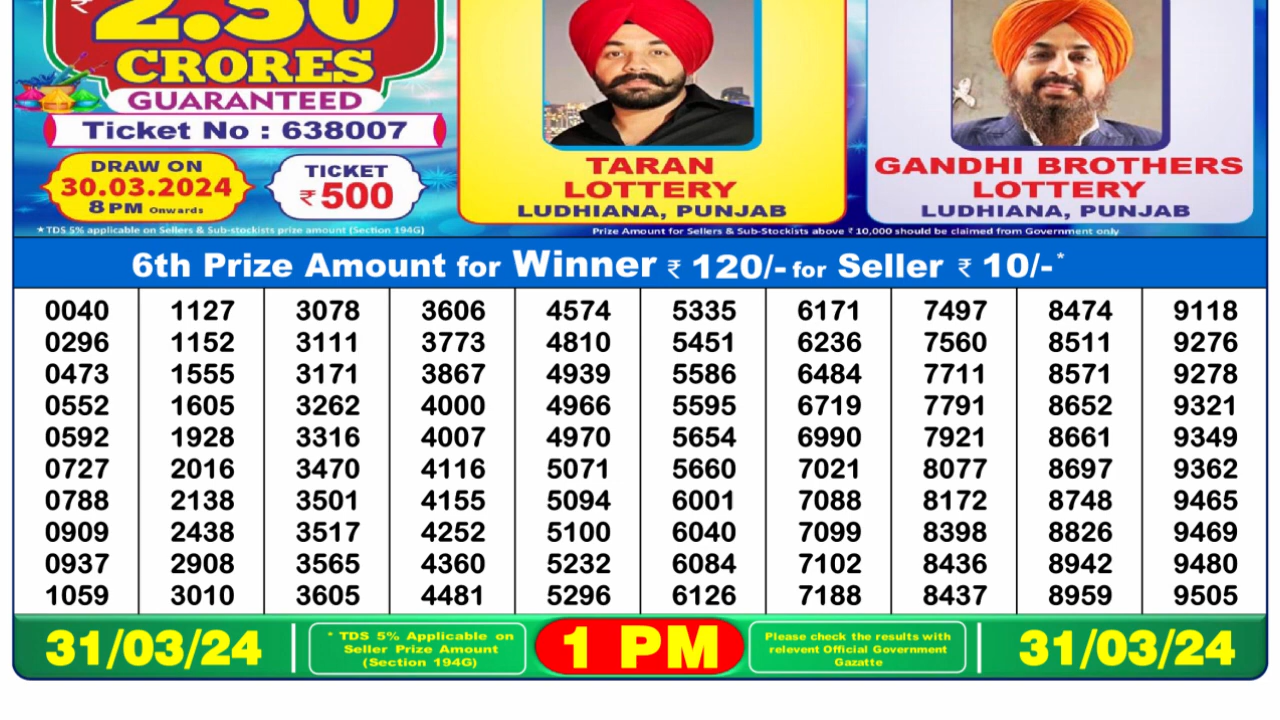 ₹ 2.50
CRORES
GUARANTEED
Ticket No : 638007
DRAW ON
30.03.2024
8 PM Onwards
TICKET
₹ 500
★TDS 5% applicable on Sellers & Sub-stockists prize amount (Section 194G)
TARAN
LOTTERY
LUDHIANA, PUNJAB
GANDHI BROTHERS
LOTTERY
LUDHIANA, PUNJAB
Prize Amount for Sellers & Sub-Stockists above ₹ 10,000 should be claimed from Government only
6th Prize Amount for Winner ₹ 120/- for Seller ₹ 10/-*
0040 1127 3078 3606 4574 5335 6171 7497 8474 9118
0296 1152 3111 3773 4810 5451 6236 7560 8511 9276
0473 1555 3171 3867 4939 5586 6484 7711 8571 9278
0552 1605 3262 4000 4966 5595 6719 7791 8652 9321
0592 1928 3316 4007 4970 5654 6990 7921 8661 9349
0727 2016 3470 4116 5071 5660 7021 8077 8697 9362
0788 2138 3501 4155 5094 6001 7088 8172 8748 9465
0909 2438 3517 4252 5100 6040 7099 8398 8826 9469
0937 2908 3565 4360 5232 6084 7102 8436 8942 9480
1059 3010 3605 4481 5296 6126 7188 8437 8959 9505
31/03/24
* TDS 5% Applicable on
Seller Prize Amount
(Section 194G)
1 PM
Please check the results with
relevent Official Government
Gazatte
31/03/24